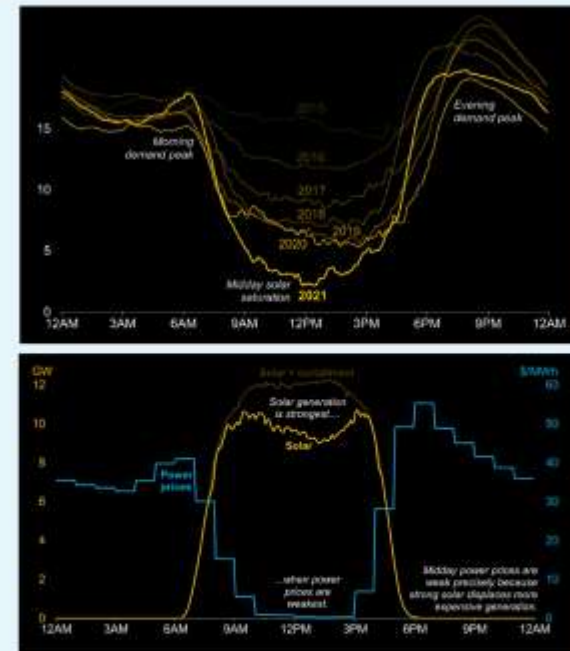 2015
2016
2017
2018
2019
2020
2021
15
10
5
0
Morning
demand peak
Evening
demand peak
Midday solar
saturation
12AM 3AM 6AM 9AM 12PM 3PM 6PM 9PM 12AM
GW
$/MWh
12
10
8
6
4
2
0
60
50
40
30
20
10
0
Solar + curtailment
Solar generation
is strongest...
Solar
Power
prices
...when power
prices are
weakest.
Midday power prices are
weak precisely because
strong solar displaces more
expensive generation.
12AM 3AM 6AM 9AM 12PM 3PM 6PM 9PM 12AM